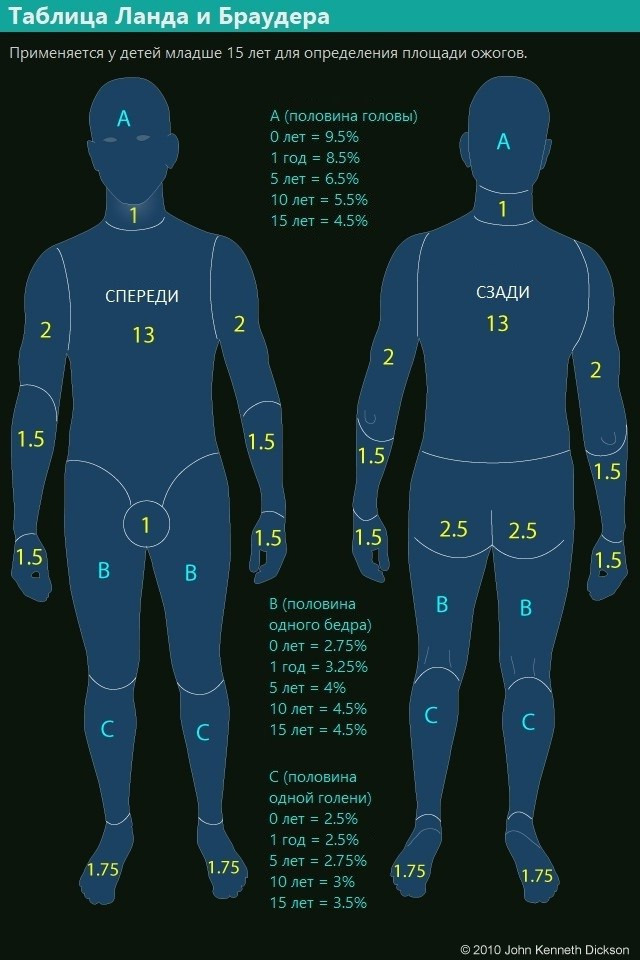 Таблица Ланда и Браудера
Применяется у детей младше 15 лет для определения площади ожогов.
A
A (половина головы)
0 лет = 9.5%
1 год = 8.5%
5 лет = 6.5%
10 лет = 5.5%
15 лет = 4.5%
A
1
1
СПЕРЕДИ
13
2
2
СЗАДИ
13
2
2
1.5
1.5
1.5
1.5
1
2.5
2.5
1.5
1.5
1.5
1.5
B
B
B
B
B (половина
одного бедра)
0 лет = 2.75%
1 год = 3.25%
5 лет = 4%
10 лет = 4.5%
15 лет = 4.5%
C
C
C
C
C (половина
одной голени)
0 лет = 2.5%
1 год = 2.5%
5 лет = 2.75%
10 лет = 3%
15 лет = 3.5%
1.75
1.75
1.75
1.75
© 2010 John Kenneth Dickson